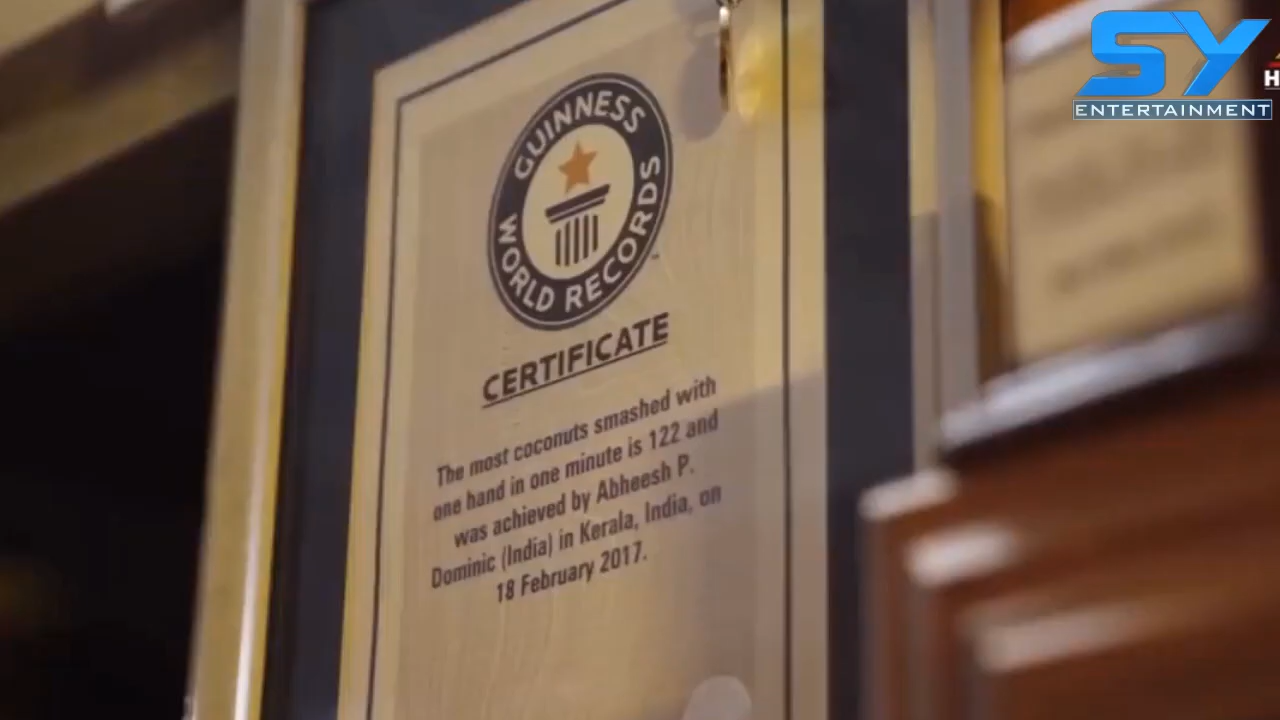 SY
ENTERTAINMENT
H
GUINNESS
WORLD RECORDS
™
CERTIFICATE
The most coconuts smashed with
one hand in one minute is 122 and
was achieved by Abheesh P.
Dominic (India) in Kerala, India, on
18 February 2017.